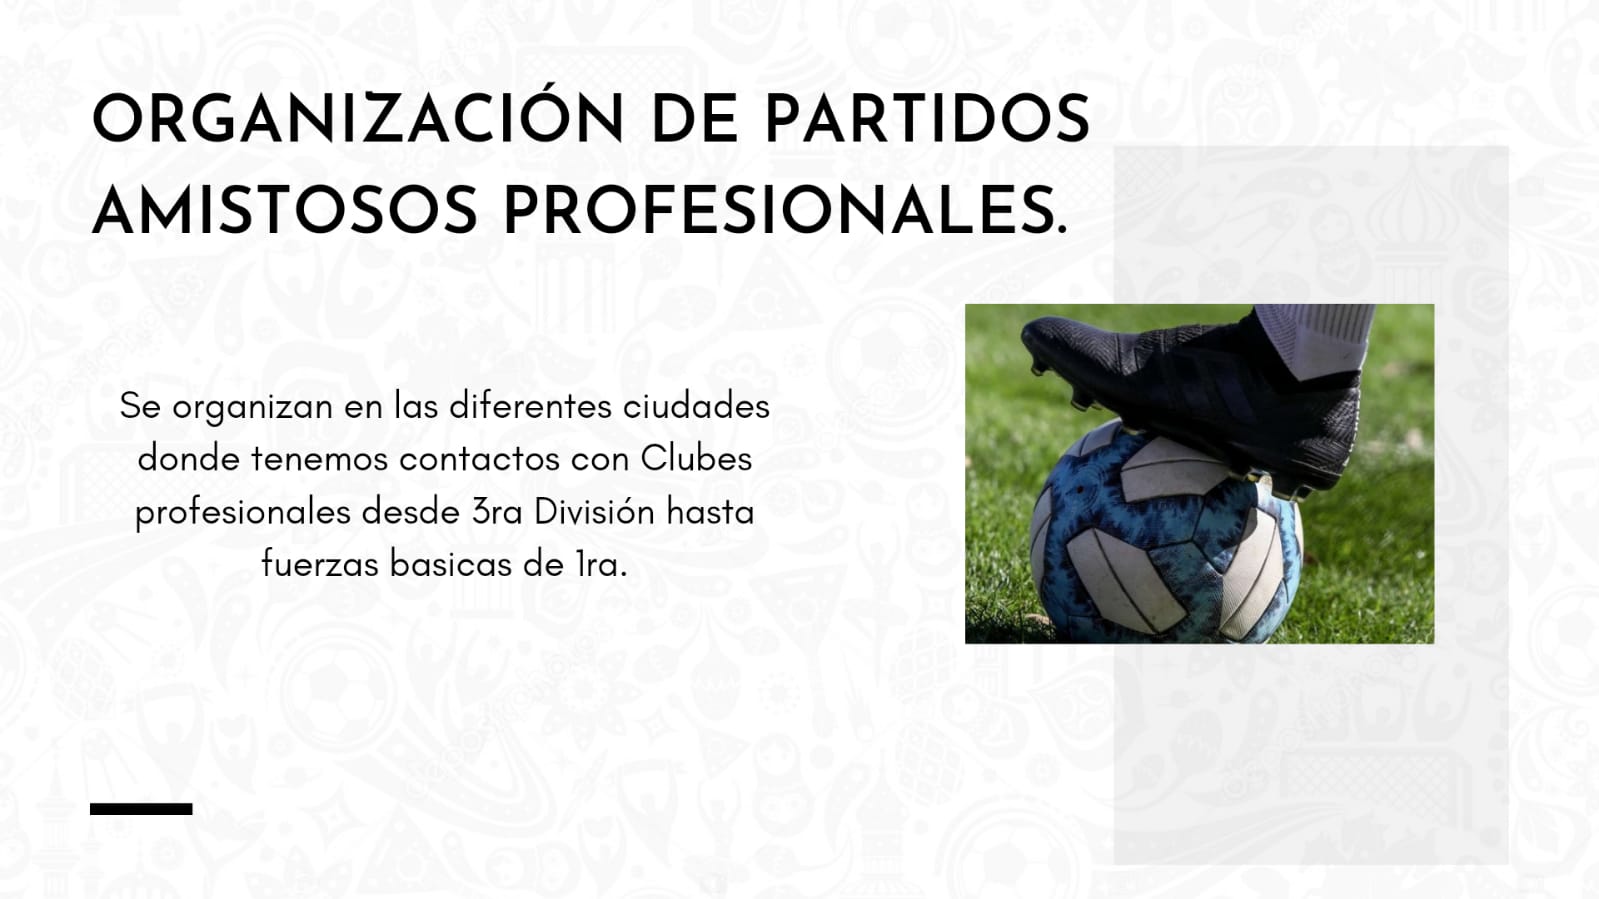 ORGANIZACIÓN DE PARTIDOS
AMISTOSOS PROFESIONALES.
Se organizan en las diferentes ciudades
donde tenemos contactos con Clubes
profesionales desde 3ra División hasta
fuerzas basicas de 1ra.